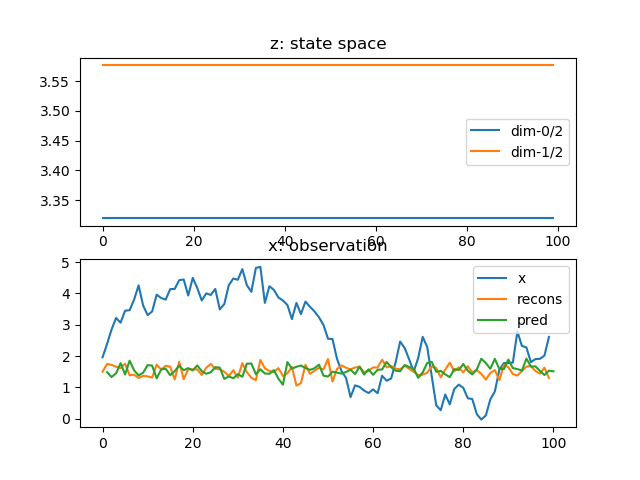 z: state space
3.55
3.50
3.45
3.40
3.35
dim-0/2
dim-1/2
0 20 40 60 80 100
x: observation
5
4
3
2
1
0
x
recons
pred
0 20 40 60 80 100